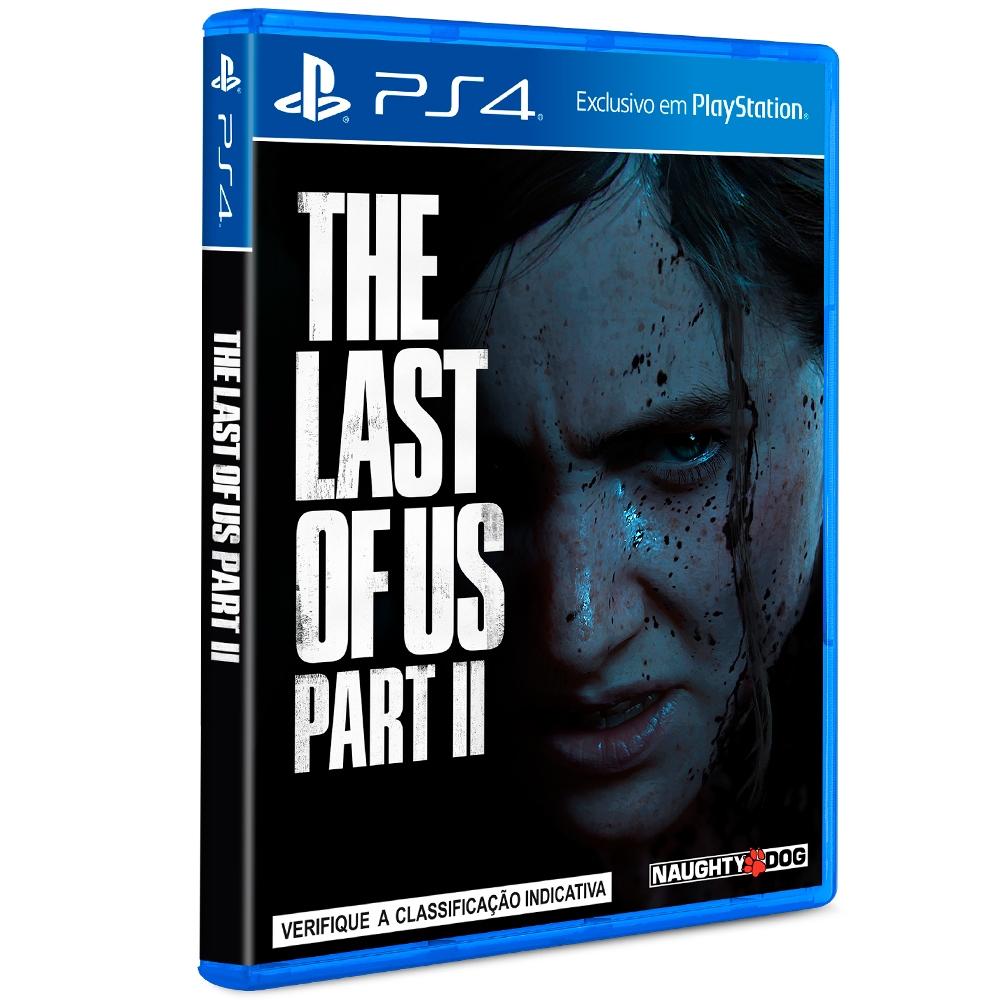 PS4
Exclusivo em PlayStation
THE
LAST
OF US
PART II
NAUGHTY DOG
VERIFIQUE A CLASSIFICAÇÃO INDICATIVA
PS4
THE LAST OF US PART II